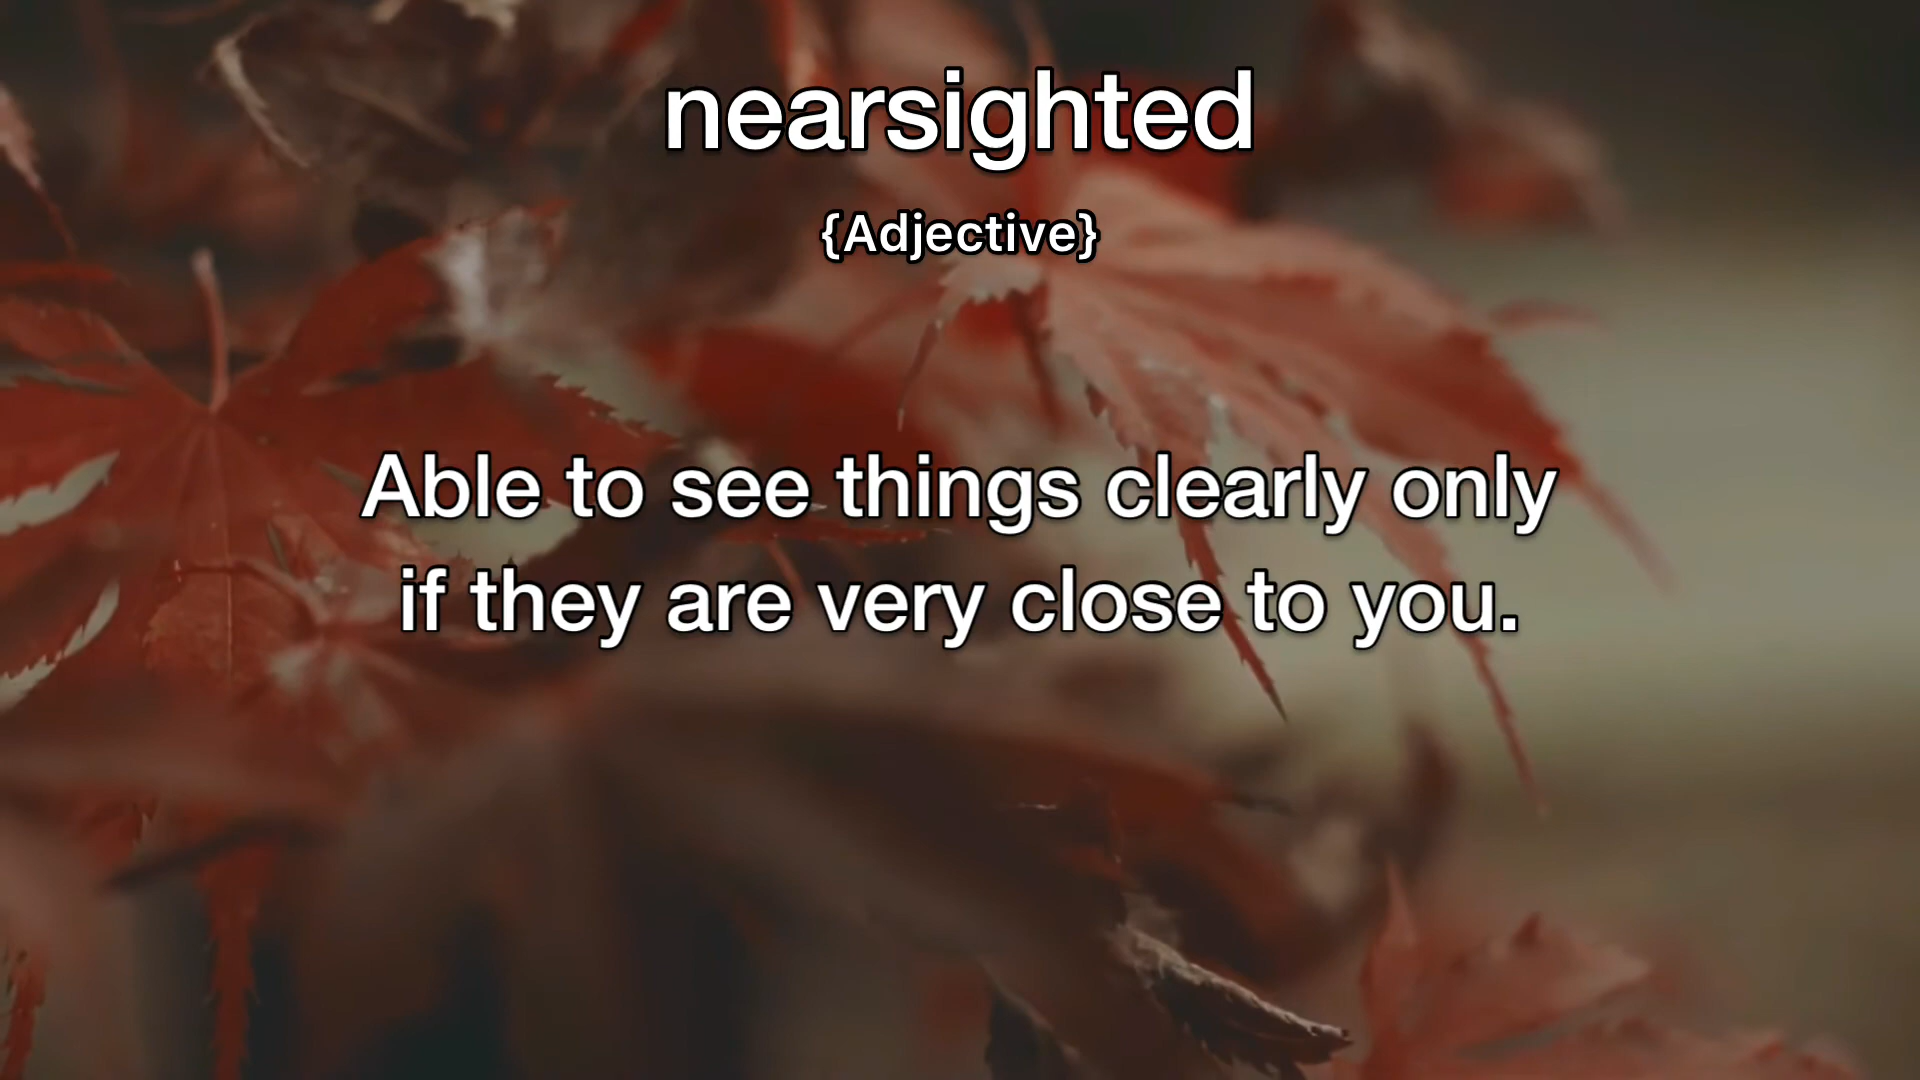 nearsighted
{Adjective}
Able to see things clearly only
if they are very close to you.